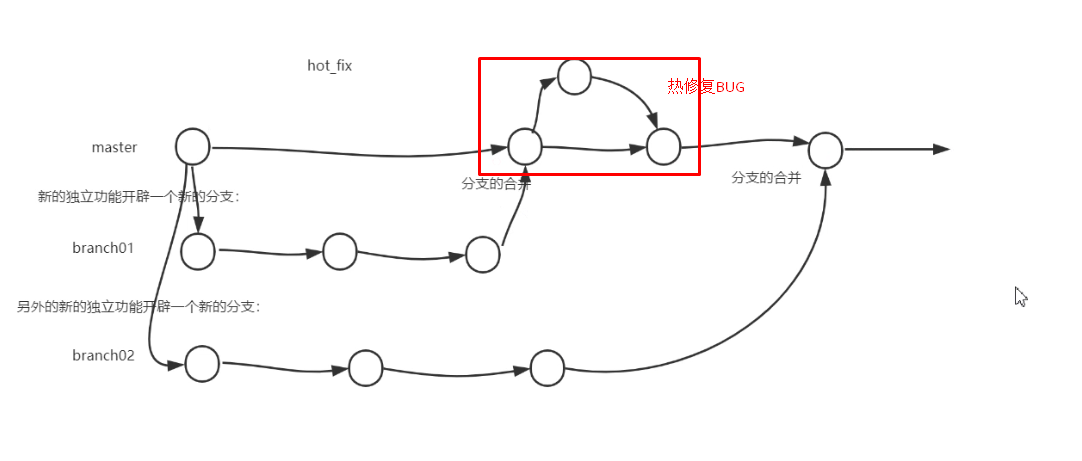 hot_fix
热修复BUG
master
分支的合并
分支的合并
新的独立功能开辟一个新的分支：
branch01
另外的新的独立功能开辟一个新的分支：
branch02